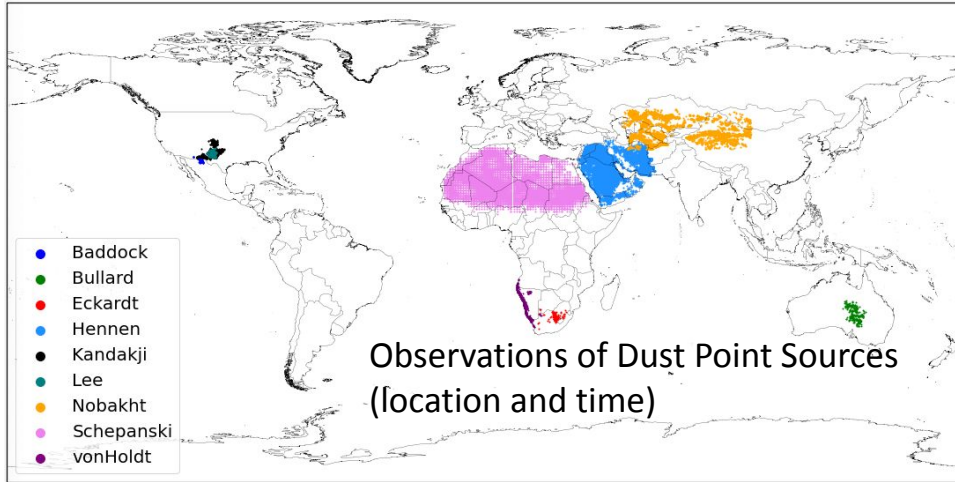 Baddock
Bullard
Eckardt
Hennen
Kandakji
Lee
Nobakht
Schepanski
vonHoldt
Observations of Dust Point Sources
(location and time)